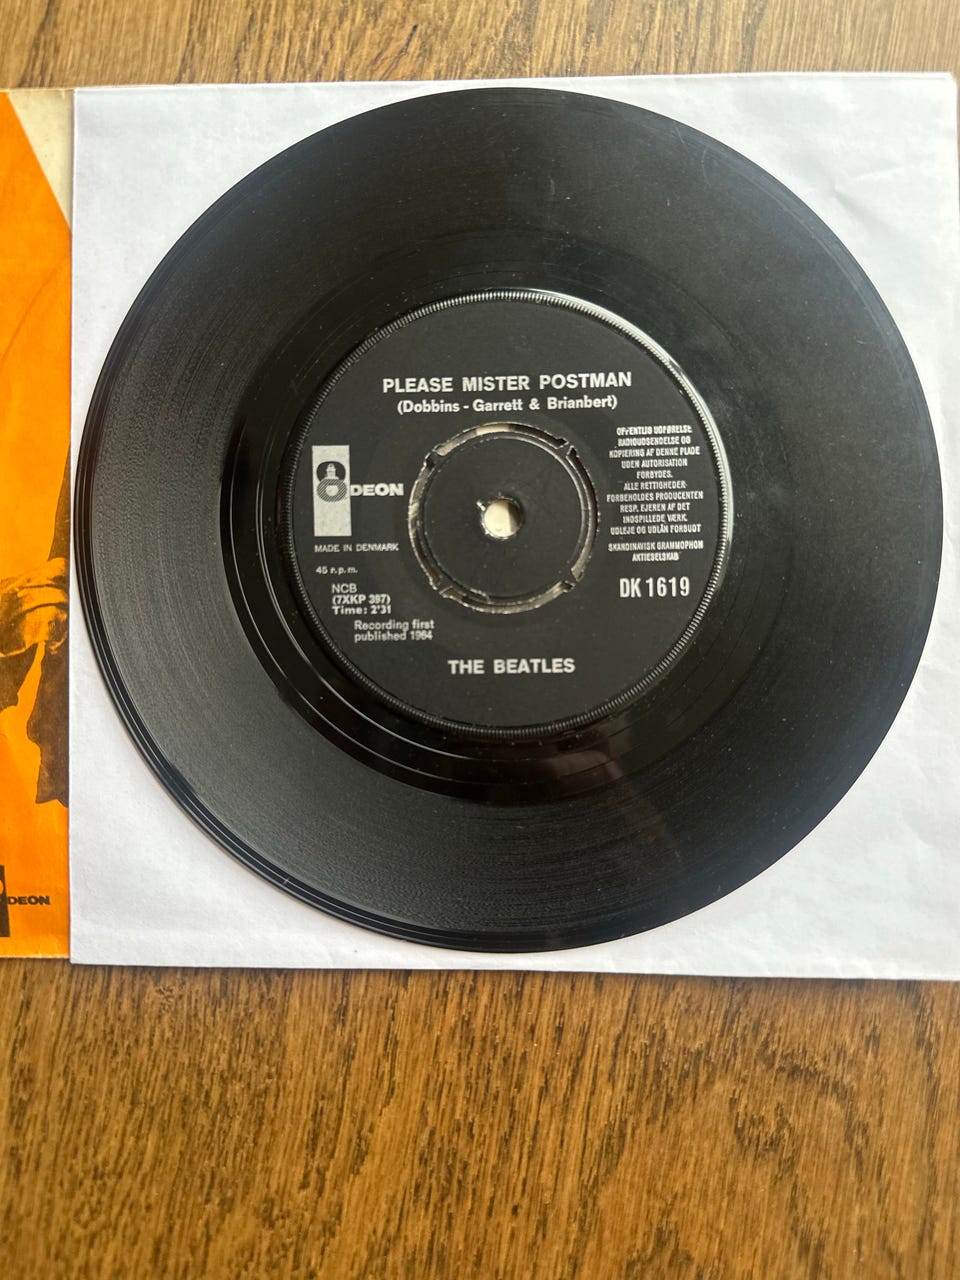 PLEASE MISTER POSTMAN
(Dobbins - Garrett & Brianbert)
ODEON
MADE IN DENMARK
45 r.p.m.
NCB
(7XKP 397)
Time: 2'31
Recording first
published 1964
OFFENTLIG UDFØRELSE
RADIOUDSENDELSE OG
KOPIERING AF DENNE PLADE
UDEN AUTORISATION
FORBYDES.
ALLE RETTIGHEDER
FORBEHOLDES PRODUCENTEN
RESP. EJEREN AF DET
INDSPILLEDE VÆRK.
UDLEJE OG UDLÅN FORBUDT
SKANDINAVISK GRAMMOPHON
AKTIESELSKAB
DK 1619
THE BEATLES
ODEON